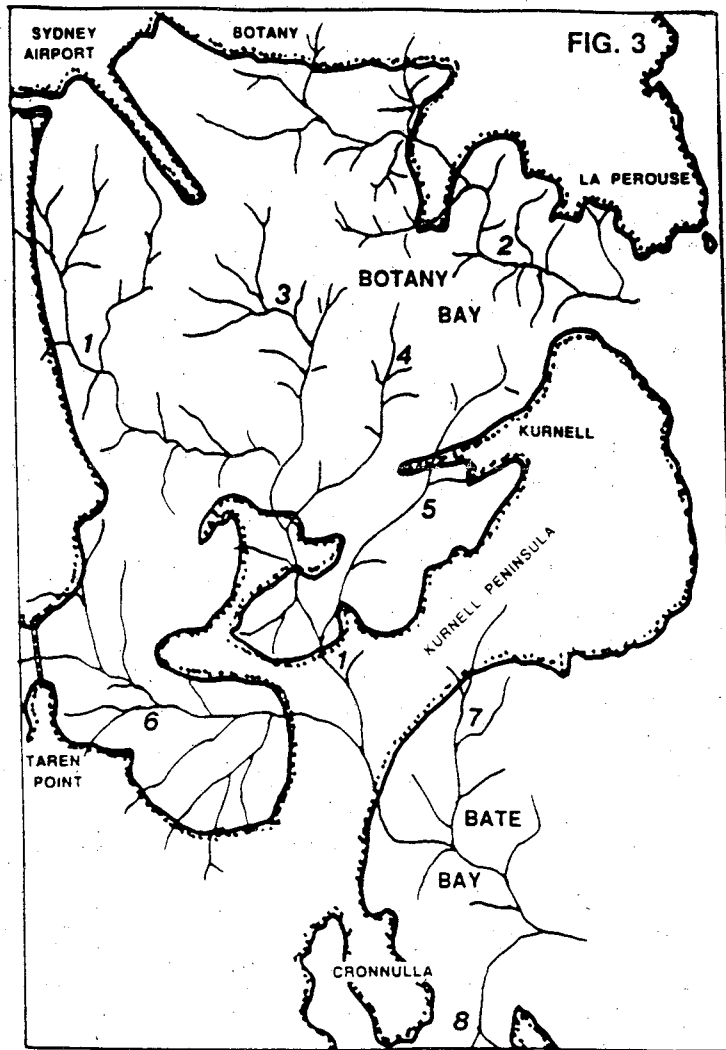 SYDNEY
AIRPORT
BOTANY
FIG. 3
LA PEROUSE
2
BOTANY
BAY
3
1
4
KURNELL
5
KURNELL PENINSULA
1
6
7
TAREN
POINT
BATE
BAY
CRONNULLA
8